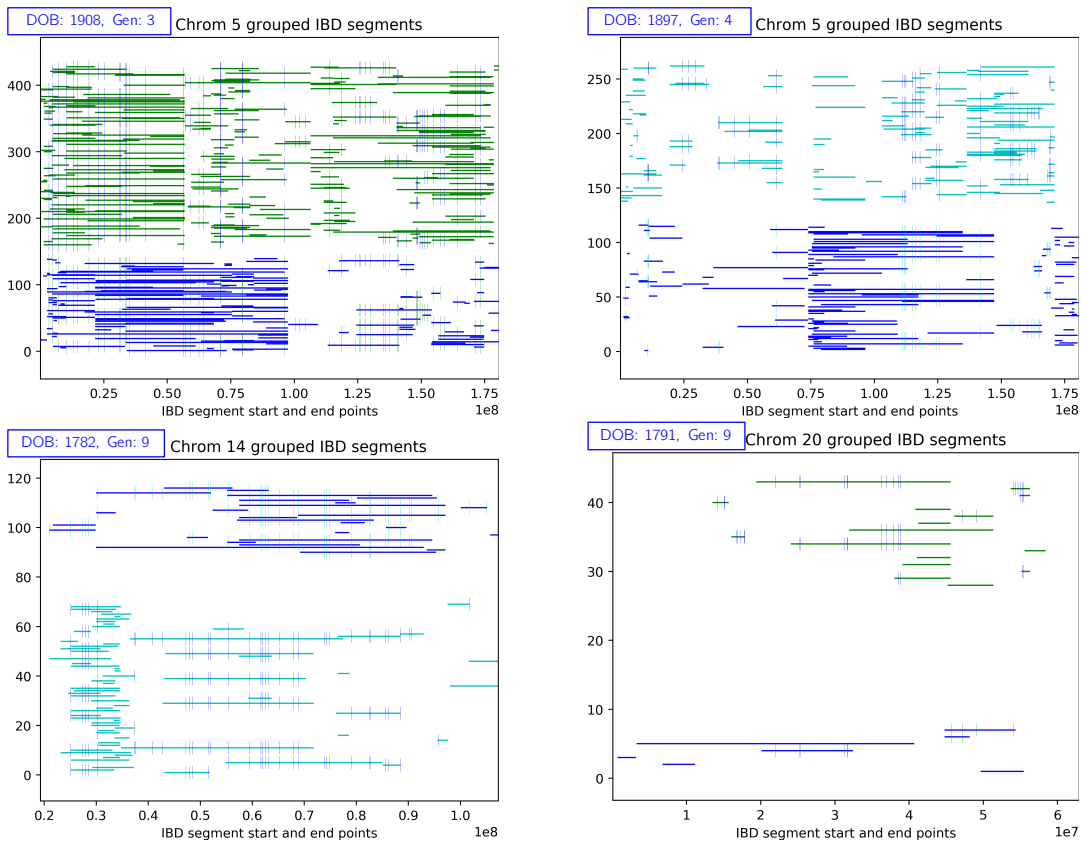 DOB: 1908, Gen: 3
Chrom 5 grouped IBD segments
400
300
200
100
0
0.25 0.50 0.75 1.00 1.25 1.50 1.75
1e8
IBD segment start and end points
DOB: 1897, Gen: 4
Chrom 5 grouped IBD segments
250
200
150
100
50
0
0.25 0.50 0.75 1.00 1.25 1.50 1.75
1e8
IBD segment start and end points
DOB: 1782, Gen: 9
Chrom 14 grouped IBD segments
120
100
80
60
40
20
0
0.2 0.3 0.4 0.5 0.6 0.7 0.8 0.9 1.0
1e8
IBD segment start and end points
DOB: 1791, Gen: 9
Chrom 20 grouped IBD segments
40
30
20
10
0
1 2 3 4 5 6
1e7
IBD segment start and end points